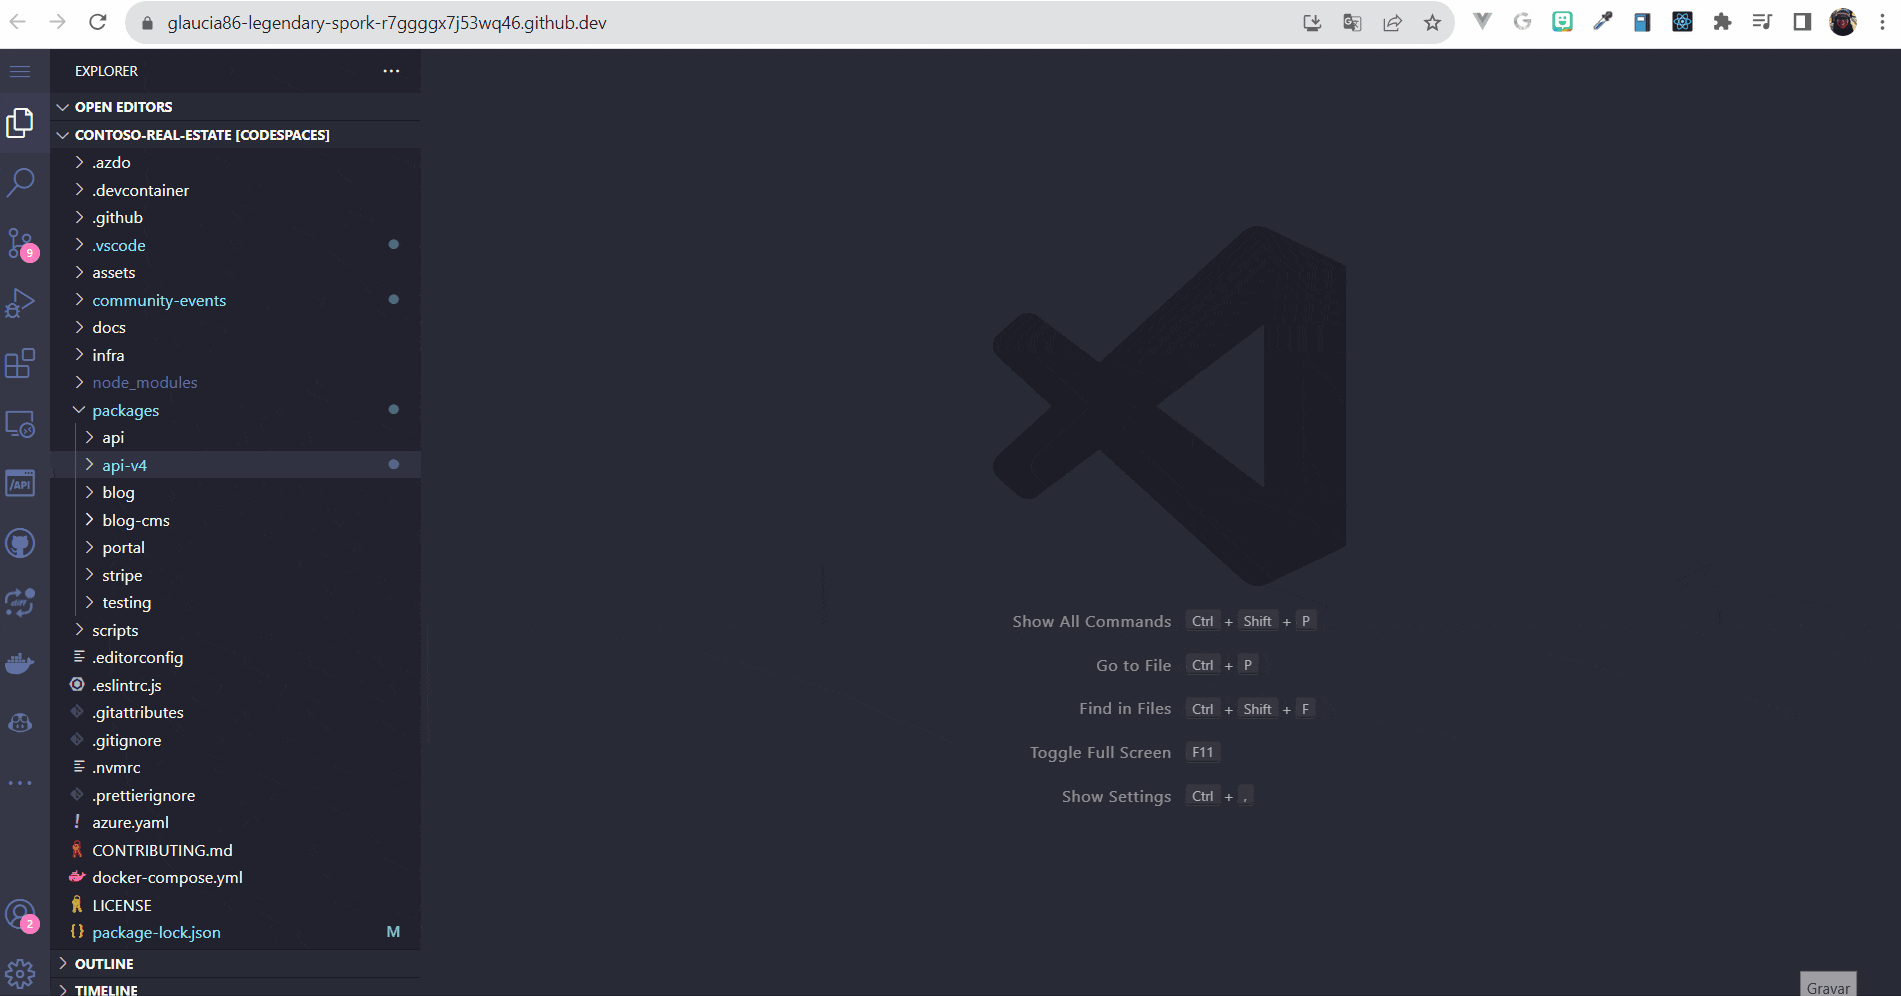 glaucia86-legendary-spork-r7ggggx7j53wq46.github.dev
EXPLORER
OPEN EDITORS
CONTOSO-REAL-ESTATE [CODESPACES]
.azdo
.devcontainer
.github
.vscode
assets
community-events
docs
infra
node_modules
packages
api
api-v4
blog
blog-cms
portal
stripe
testing
scripts
.editorconfig
.eslintrc.js
.gitattributes
.gitignore
.nvmrc
.prettierignore
! azure.yaml
CONTRIBUTING.md
docker-compose.yml
LICENSE
{} package-lock.json M
OUTLINE
TIMELINE
9
/API
diff
2
Show All Commands Ctrl + Shift + P
Go to File Ctrl + P
Find in Files Ctrl + Shift + F
Toggle Full Screen F11
Show Settings Ctrl + ,
Gravar